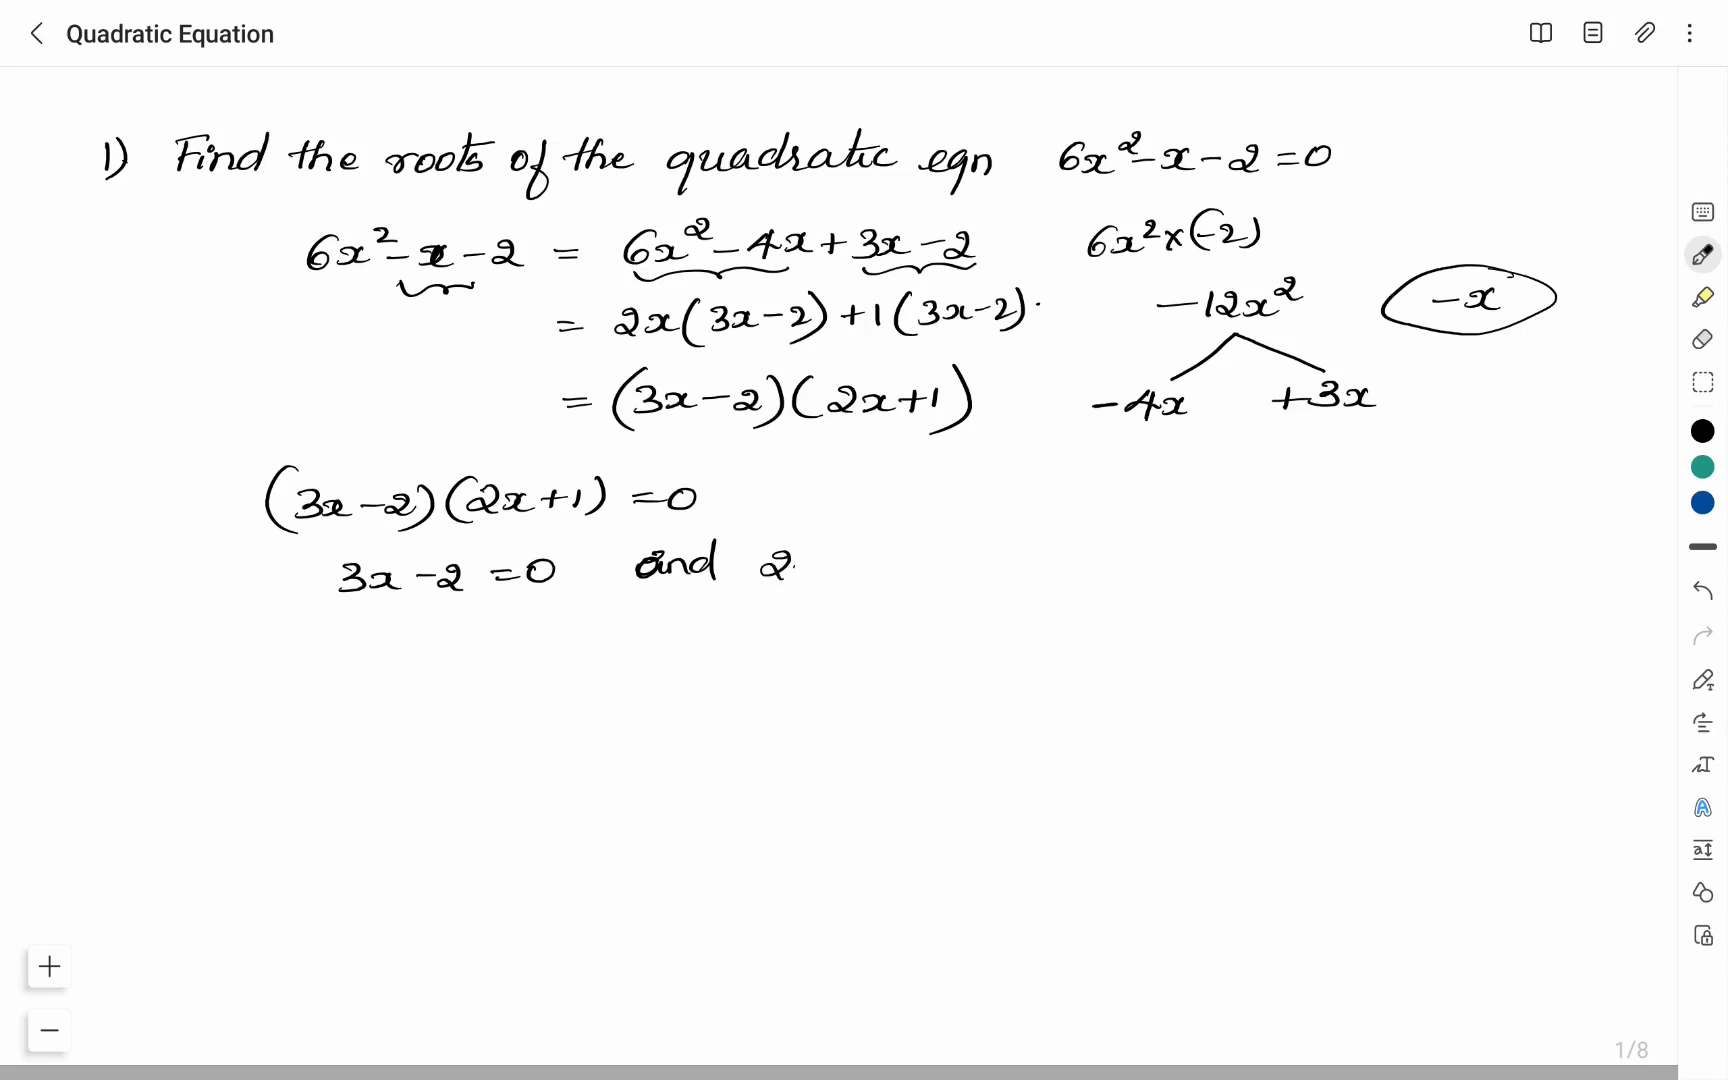 Quadratic Equation
1) Find the roots of the quadratic eqn 6x² - x - 2 = 0
6x² - x - 2 = 6x² - 4x + 3x - 2
6x² × (-2)
= 2x(3x - 2) + 1(3x - 2)
-12x²
-x
= (3x - 2)(2x + 1)
-4x +3x
(3x - 2)(2x + 1) = 0
3x - 2 = 0 and 2
1/8